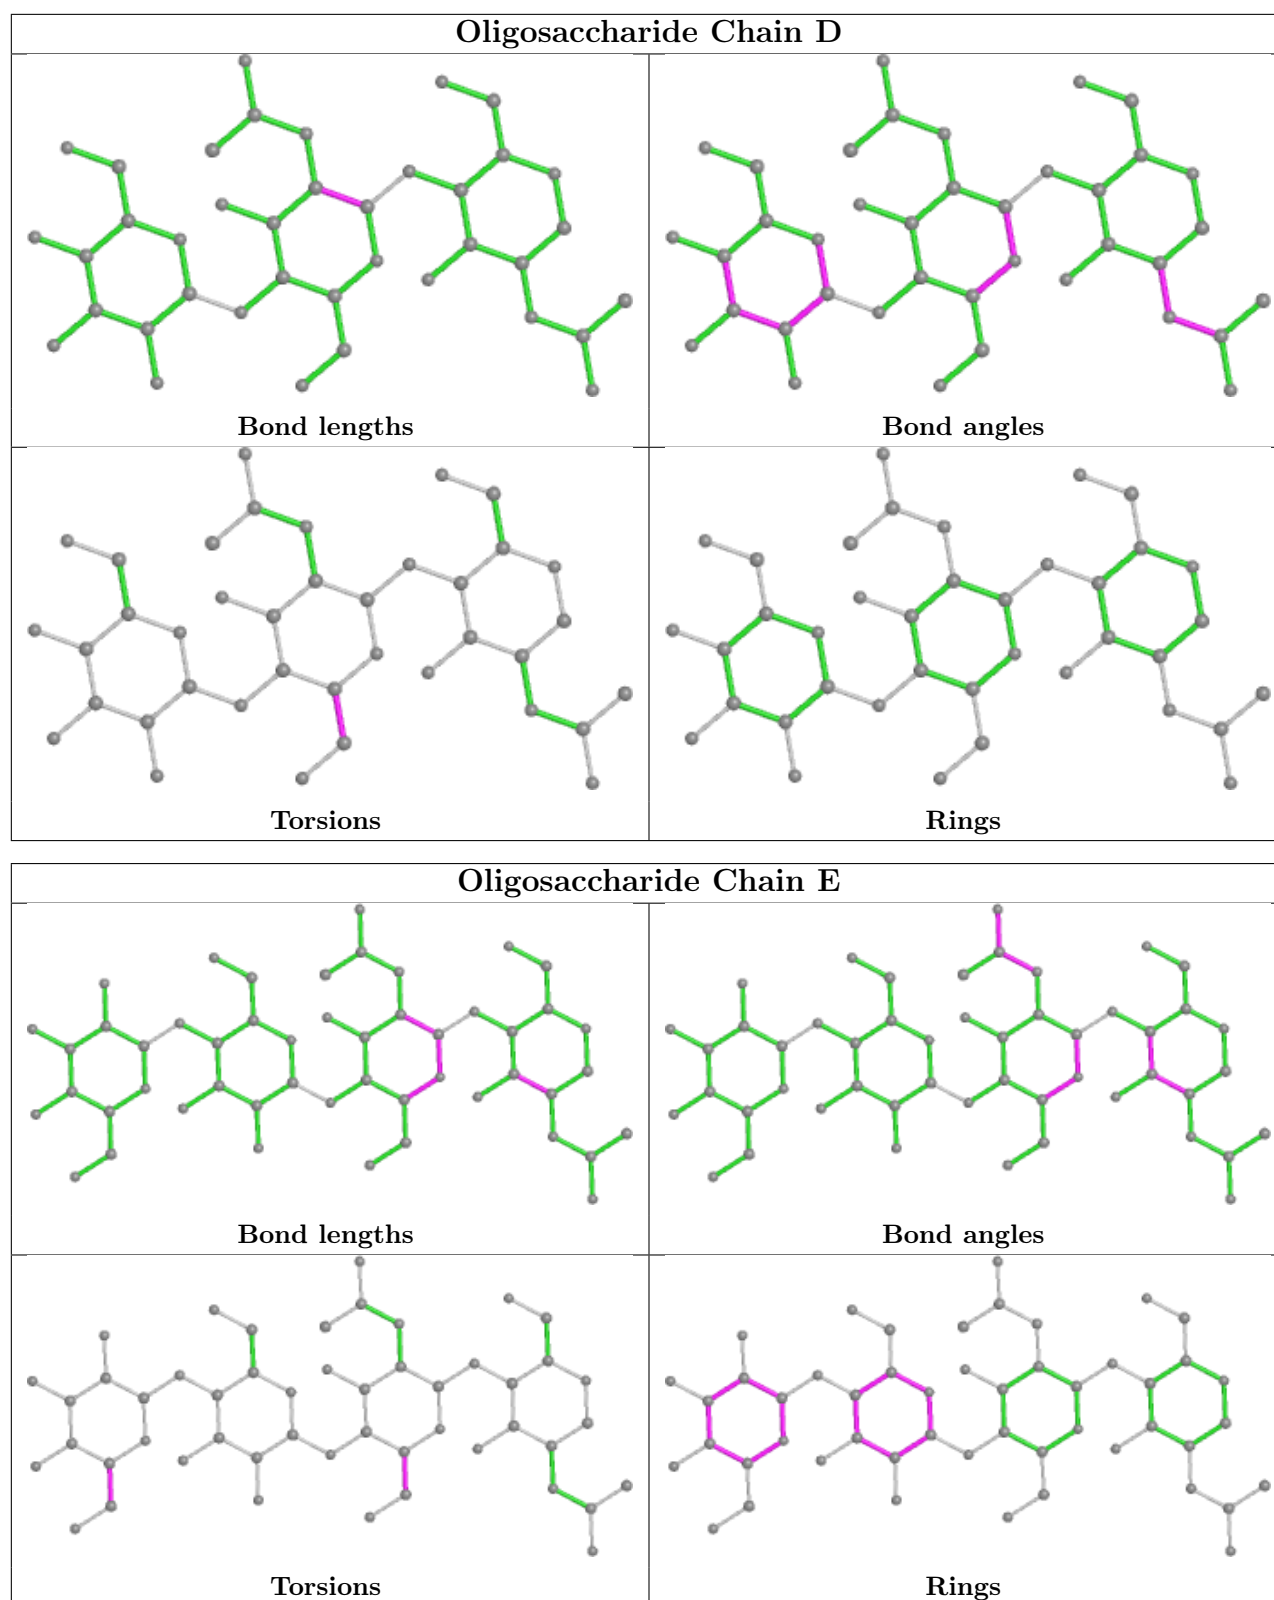 Oligosaccharide Chain D
Bond lengths
Bond angles
Torsions
Rings
Oligosaccharide Chain E
Bond lengths
Bond angles
Torsions
Rings